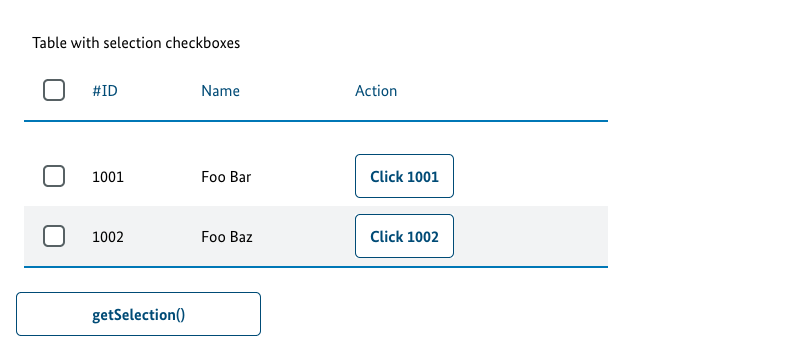 Table with selection checkboxes
#ID Name Action
1001 Foo Bar Click 1001
1002 Foo Baz Click 1002
getSelection()